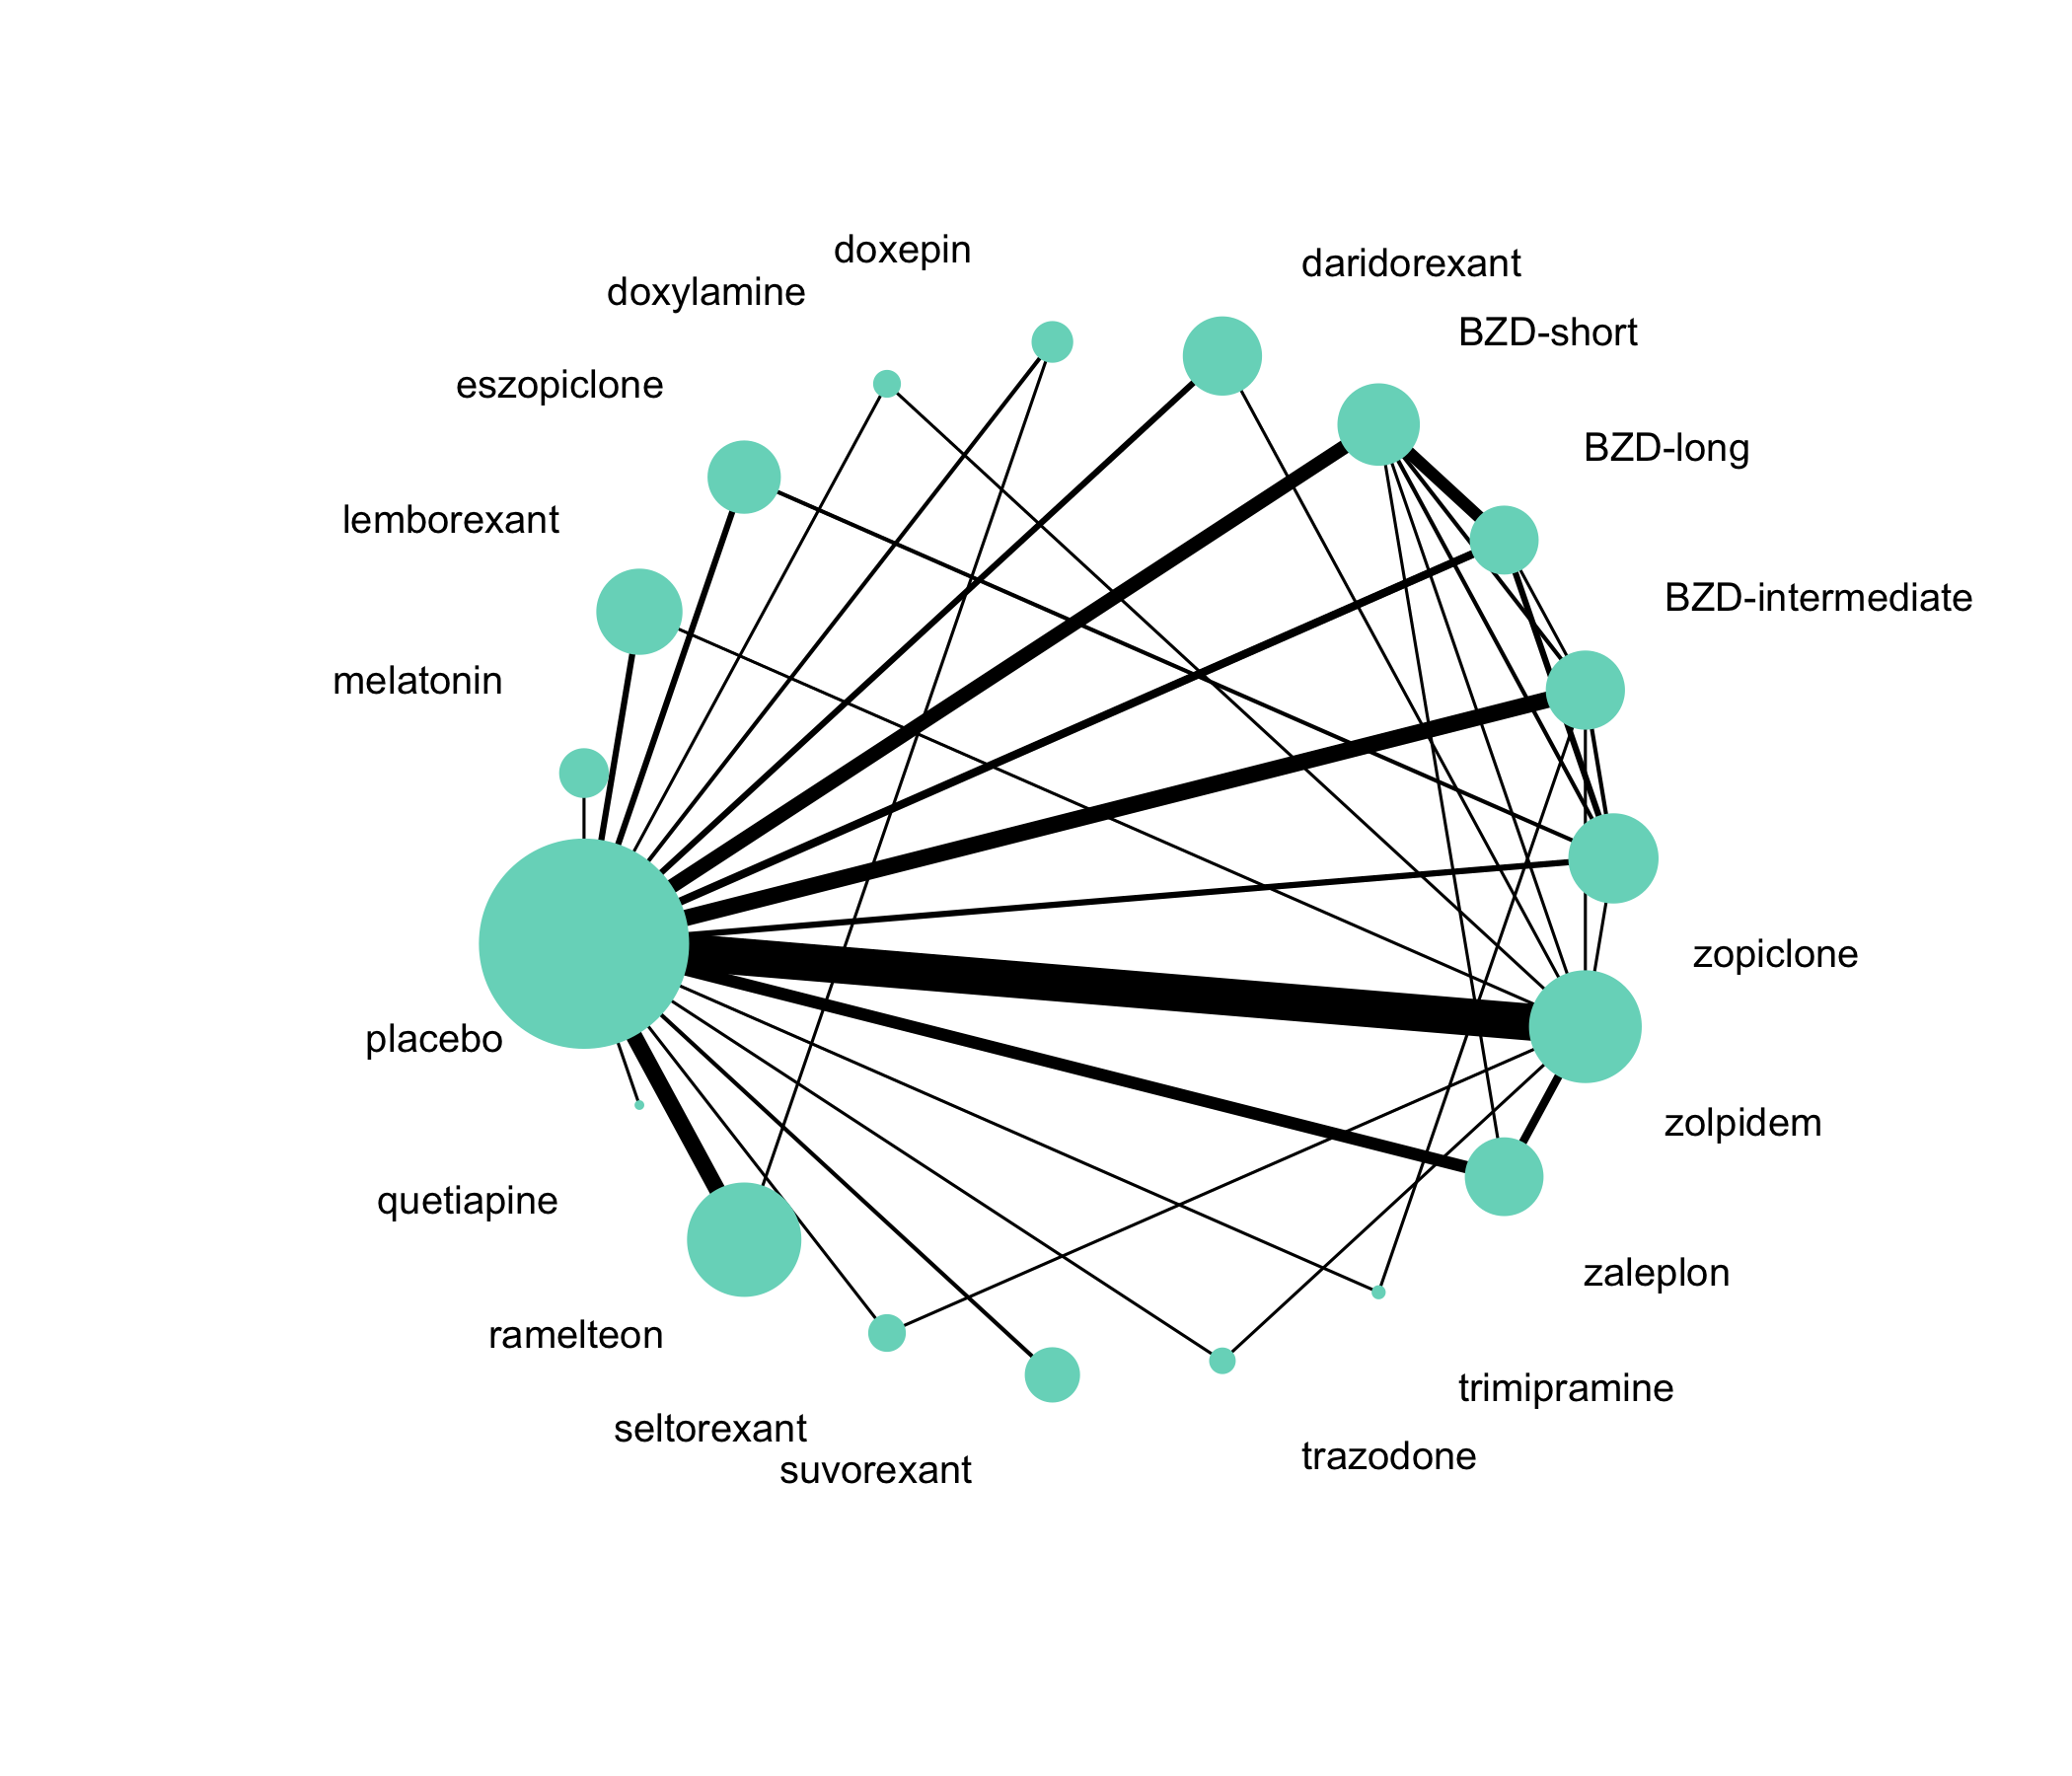 doxepin
daridorexant
doxylamine
BZD-short
eszopiclone
BZD-long
lemborexant
BZD-intermediate
melatonin
zopiclone
placebo
zolpidem
quetiapine
zaleplon
ramelteon
trimipramine
seltorexant
trazodone
suvorexant